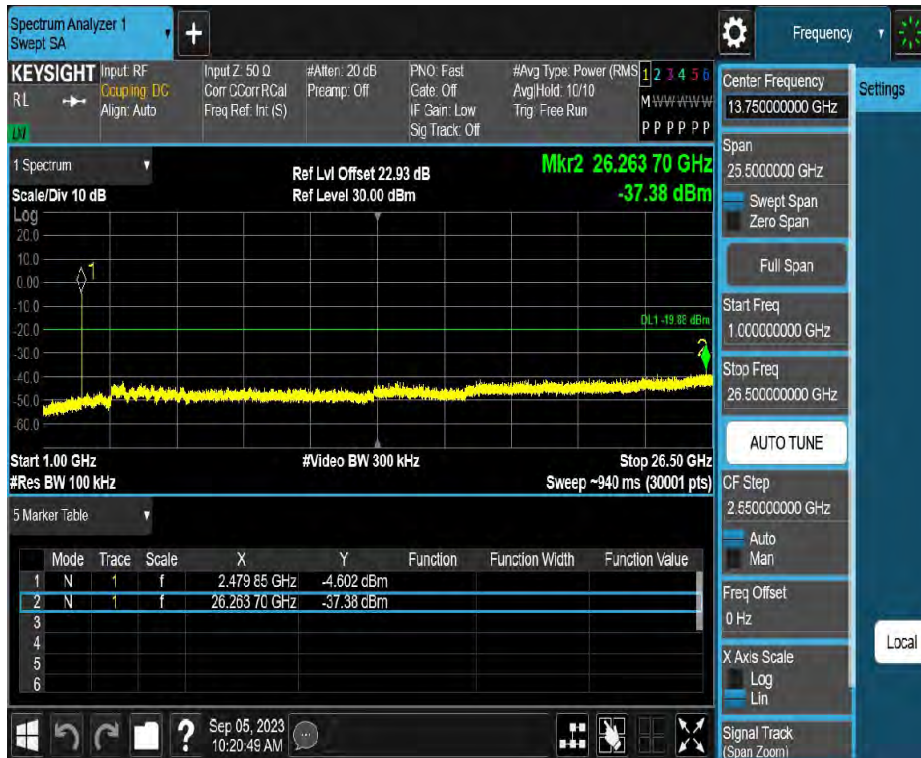 Spectrum Analyzer 1
Swept SA
+
Frequency
KEYSIGHT
RL
LXI
Input: RF
Coupling: DC
Align: Auto
Input Z: 50 Ω
Corr CCorr RCal
Freq Ref: Int (S)
#Atten: 20 dB
Preamp: Off
PNO: Fast
Gate: Off
IF Gain: Low
Sig Track: Off
#Avg Type: Power (RMS
Avg|Hold: 10/10
Trig: Free Run
1 2 3 4 5 6
M W W W W W
P P P P P P
Center Frequency
13.750000000 GHz
Settings
Span
25.5000000 GHz
Swept Span
Zero Span
Full Span
Start Freq
1.000000000 GHz
Stop Freq
26.500000000 GHz
AUTO TUNE
CF Step
2.550000000 GHz
Auto
Man
Freq Offset
0 Hz
X Axis Scale
Log
Lin
Signal Track
(Span Zoom)
Local
1 Spectrum
Scale/Div 10 dB
Ref Lvl Offset 22.93 dB
Ref Level 30.00 dBm
Mkr2 26.263 70 GHz
-37.38 dBm
Log
20.0
10.0
0.00
-10.0
-20.0
-30.0
-40.0
-50.0
-60.0
1
DL1 -19.88 dBm
2
Start 1.00 GHz
#Res BW 100 kHz
#Video BW 300 kHz
Stop 26.50 GHz
Sweep ~940 ms (30001 pts)
5 Marker Table
Mode Trace Scale X Y Function Function Width Function Value
1 N 1 f 2.479 85 GHz -4.602 dBm
2 N 1 f 26.263 70 GHz -37.38 dBm
3
4
5
6
?
Sep 05, 2023
10:20:49 AM